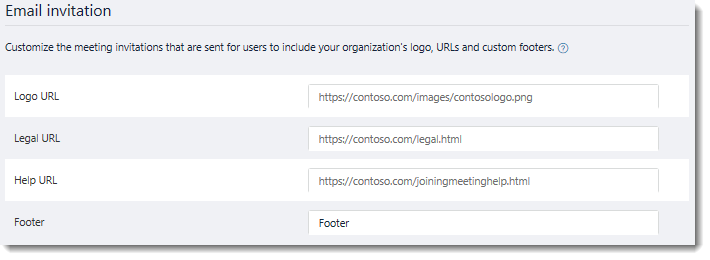 Email invitation
Customize the meeting invitations that are sent for users to include your organization's logo, URLs and custom footers. ?
Logo URL https://contoso.com/images/contosologo.png
Legal URL https://contoso.com/legal.html
Help URL https://contoso.com/joiningmeetinghelp.html
Footer Footer